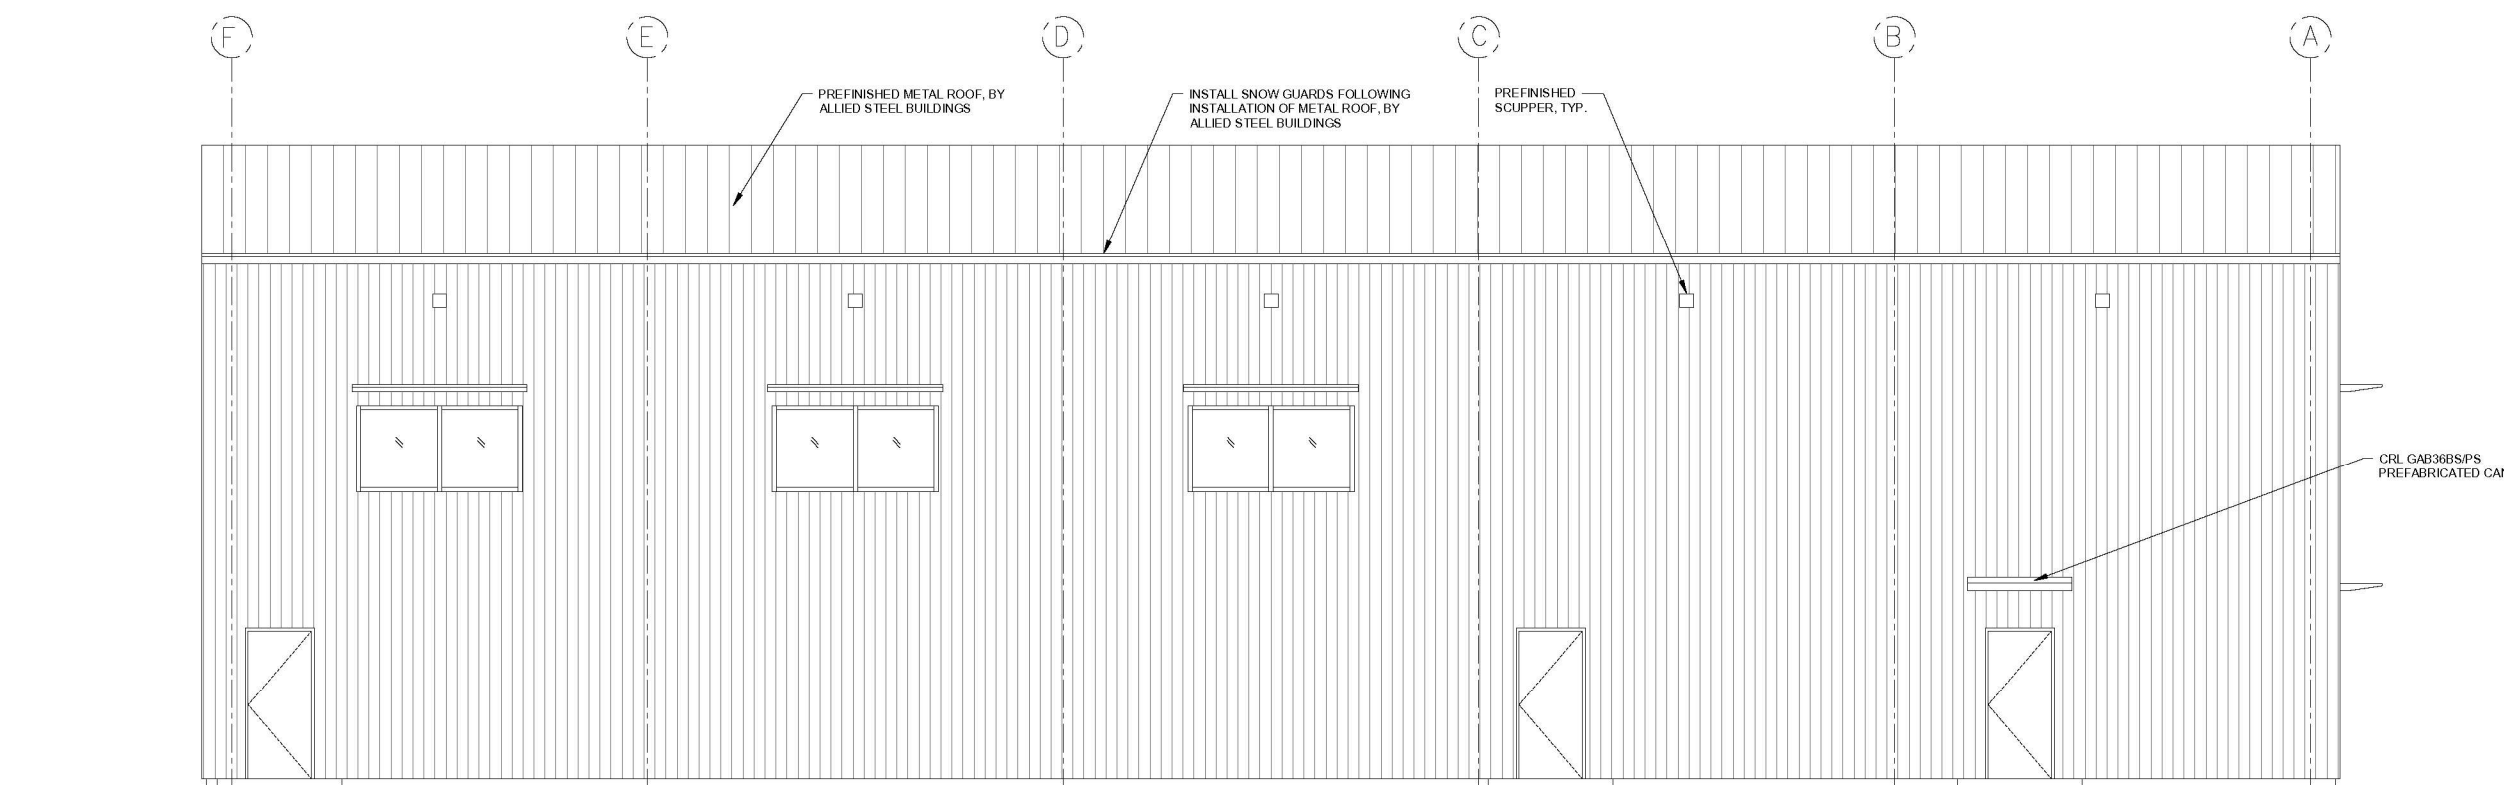 F
E
D
C
B
A
PREFINISHED METAL ROOF, BY
ALLIED STEEL BUILDINGS
INSTALL SNOW GUARDS FOLLOWING
INSTALLATION OF METAL ROOF, BY
ALLIED STEEL BUILDINGS
PREFINISHED
SCUPPER, TYP.
CRL GAB36BS/PS
PREFABRICATED